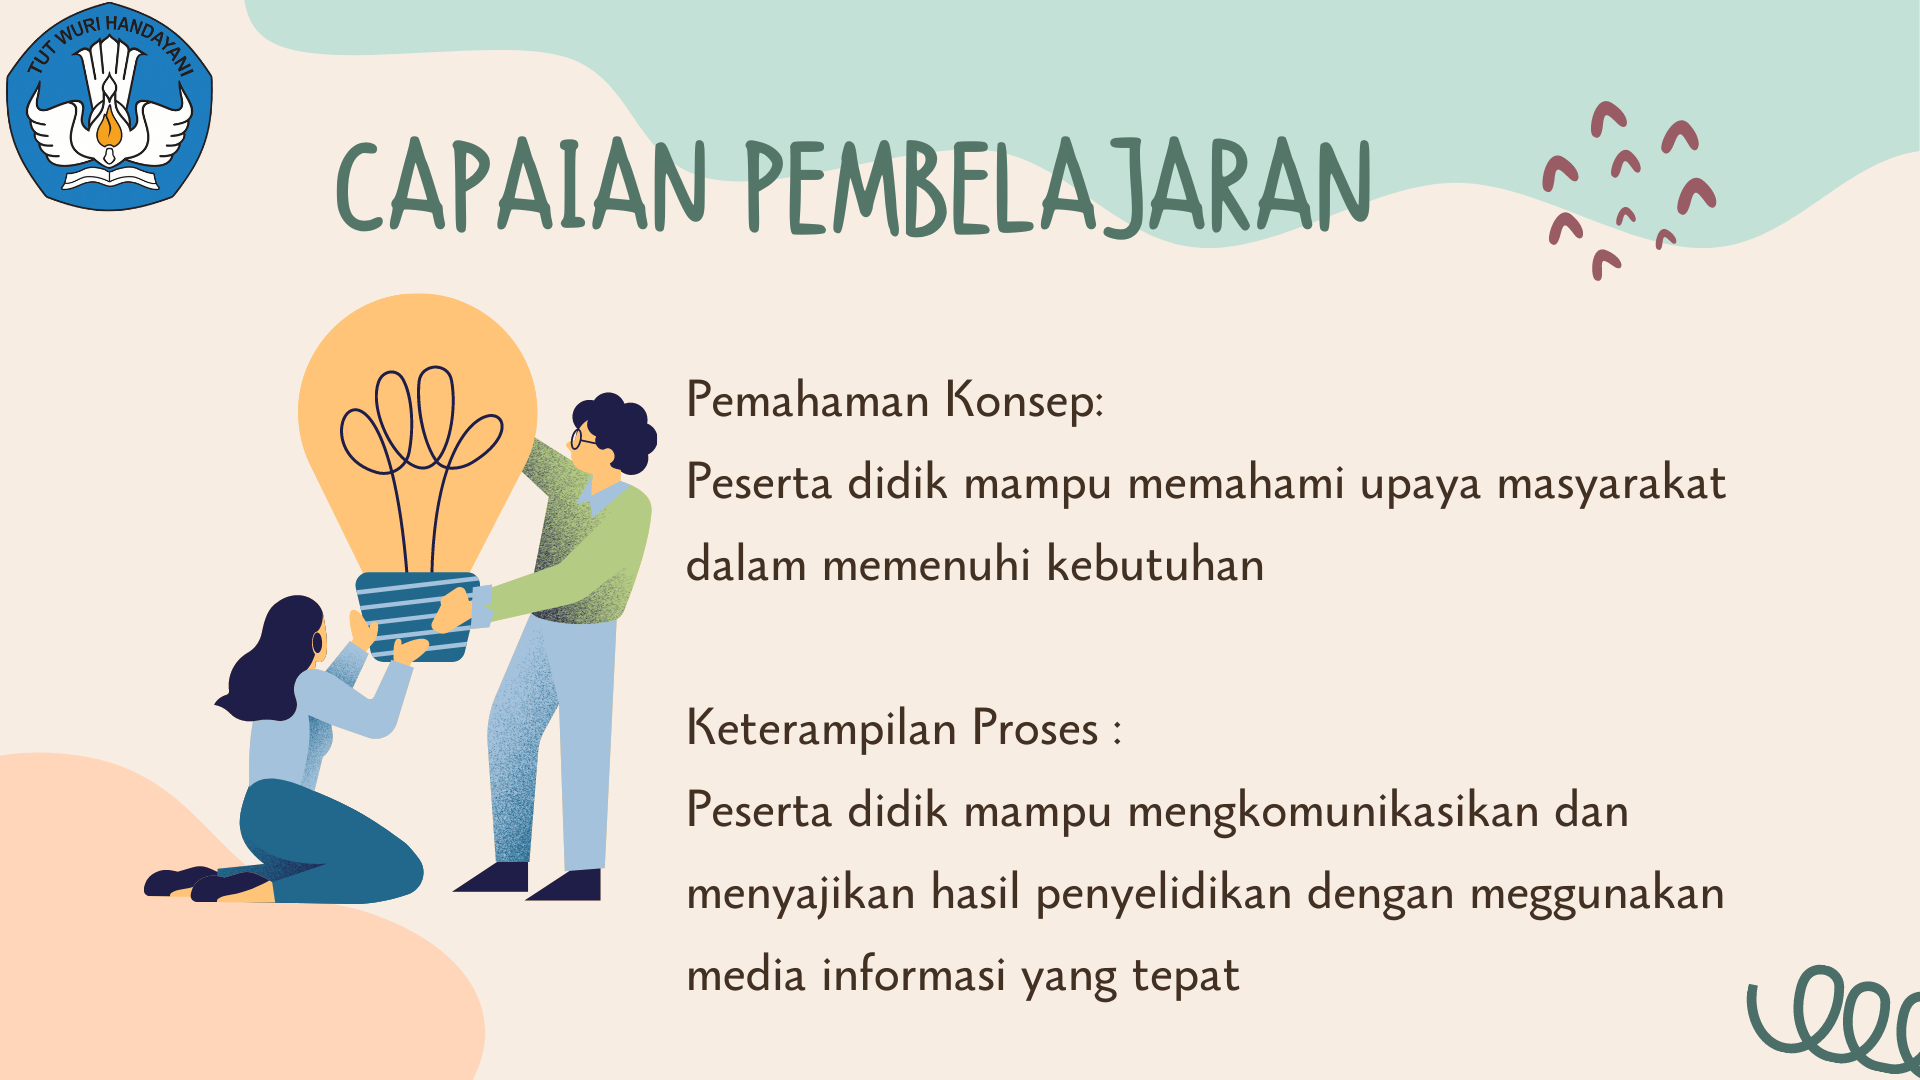 TUT WURI HANDAYANI
CAPAIAN PEMBELAJARAN
Pemahaman Konsep:
Peserta didik mampu memahami upaya masyarakat
dalam memenuhi kebutuhan
Keterampilan Proses :
Peserta didik mampu mengkomunikasikan dan
menyajikan hasil penyelidikan dengan meggunakan
media informasi yang tepat